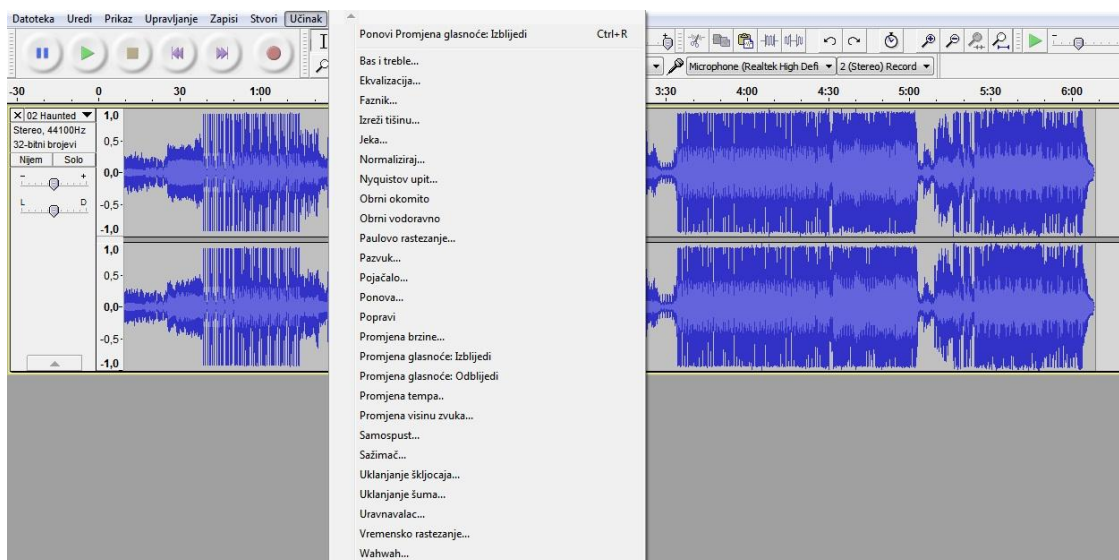 Datoteka Uredi Prikaz Upravljanje Zapisi Stvori Učinak
Ponovi Promjena glasnoće: Izblijedi Ctrl+R
Microphone (Realtek High Defi 2 (Stereo) Record
-30 0 30 1:00 3:30 4:00 4:30 5:00 5:30 6:00
02 Haunted
Stereo, 44100Hz
32-bitni brojevi
Nijem Solo
- +
L D
1,0
0,5
0,0
-0,5
-1,0
1,0
0,5
0,0
-0,5
-1,0
Bas i treble...
Ekvalizacija...
Faznik...
Izreži tišinu...
Jeka...
Normaliziraj...
Nyquistov upit...
Obrni okomito
Obrni vodoravno
Paulovo rastezanje...
Pazvuk...
Pojačalo...
Ponova...
Popravi
Promjena brzine...
Promjena glasnoće: Izblijedi
Promjena glasnoće: Odblijedi
Promjena tempa..
Promjena visinu zvuka...
Samospust...
Sažimač...
Uklanjanje škljocaja...
Uklanjanje šuma...
Uravnavalac...
Vremensko rastezanje...
Wahwah...